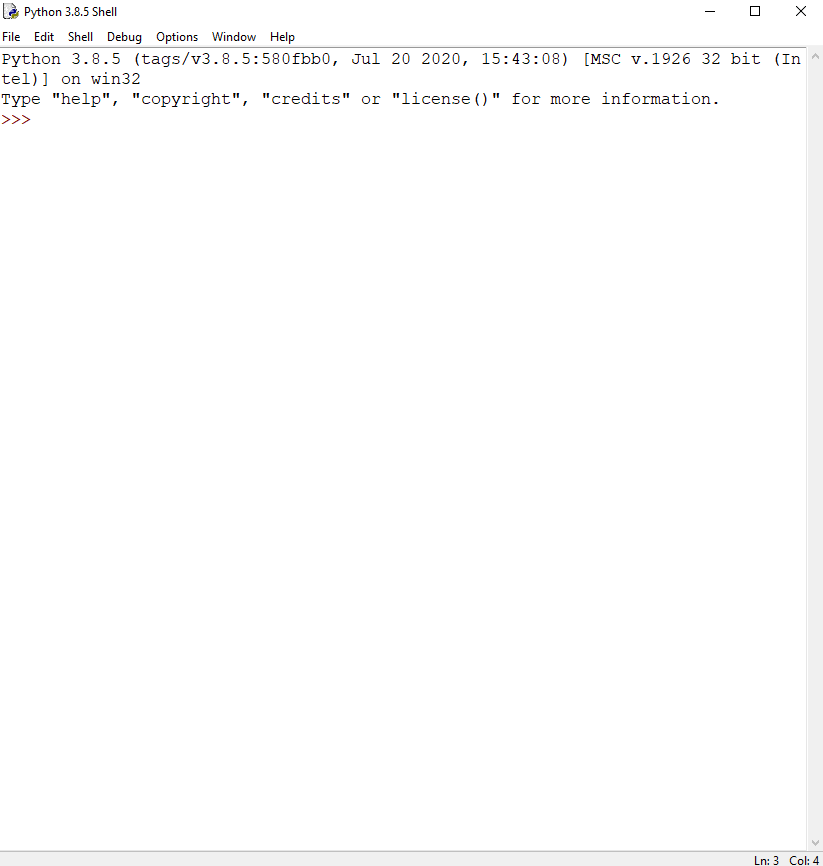 Python 3.8.5 Shell
File Edit Shell Debug Options Window Help
Python 3.8.5 (tags/v3.8.5:580fbb0, Jul 20 2020, 15:43:08) [MSC v.1926 32 bit (In
tel)] on win32
Type "help", "copyright", "credits" or "license()" for more information.
>>>
Ln: 3 Col: 4